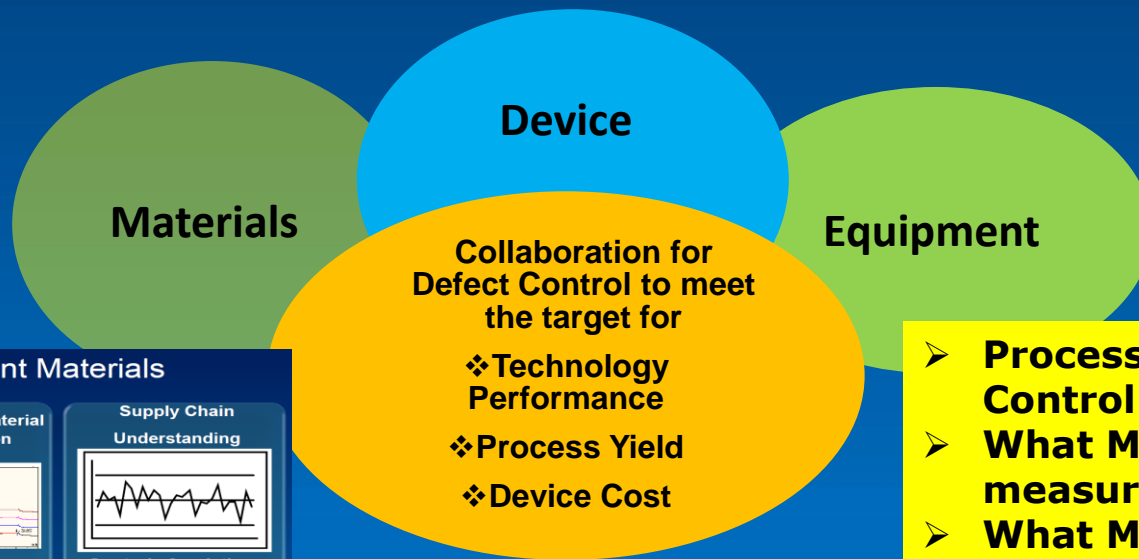 Device
Materials
Equipment
Collaboration for
Defect Control to meet
the target for
❖Technology
Performance
❖Process Yield
❖Device Cost
nt Materials
terial
n
Supply Chain
Understanding
➢ Process
Control
➢ What M
measur
➢ What M